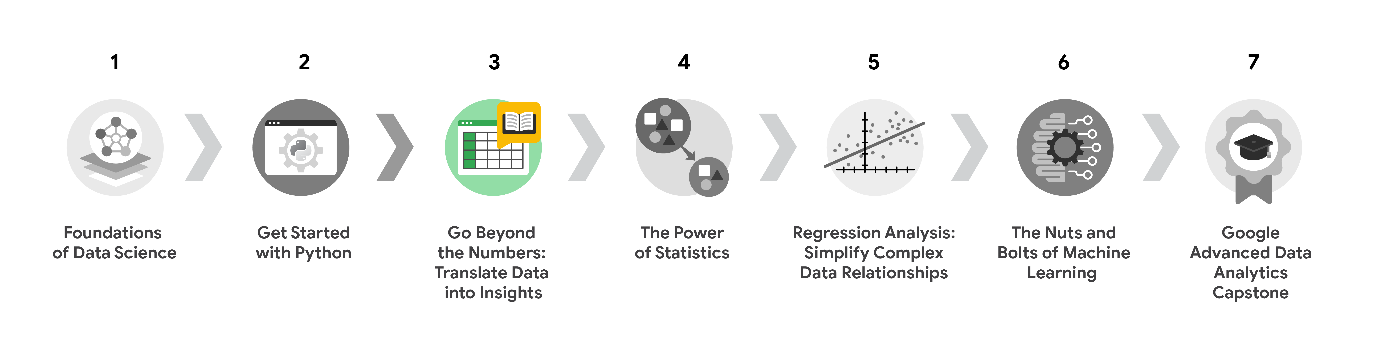 1
2
3
4
5
6
7
Foundations
of Data Science
Get Started
with Python
Go Beyond
the Numbers:
Translate Data
into Insights
The Power
of Statistics
Regression Analysis:
Simplify Complex
Data Relationships
The Nuts and
Bolts of Machine
Learning
Google
Advanced Data
Analytics
Capstone